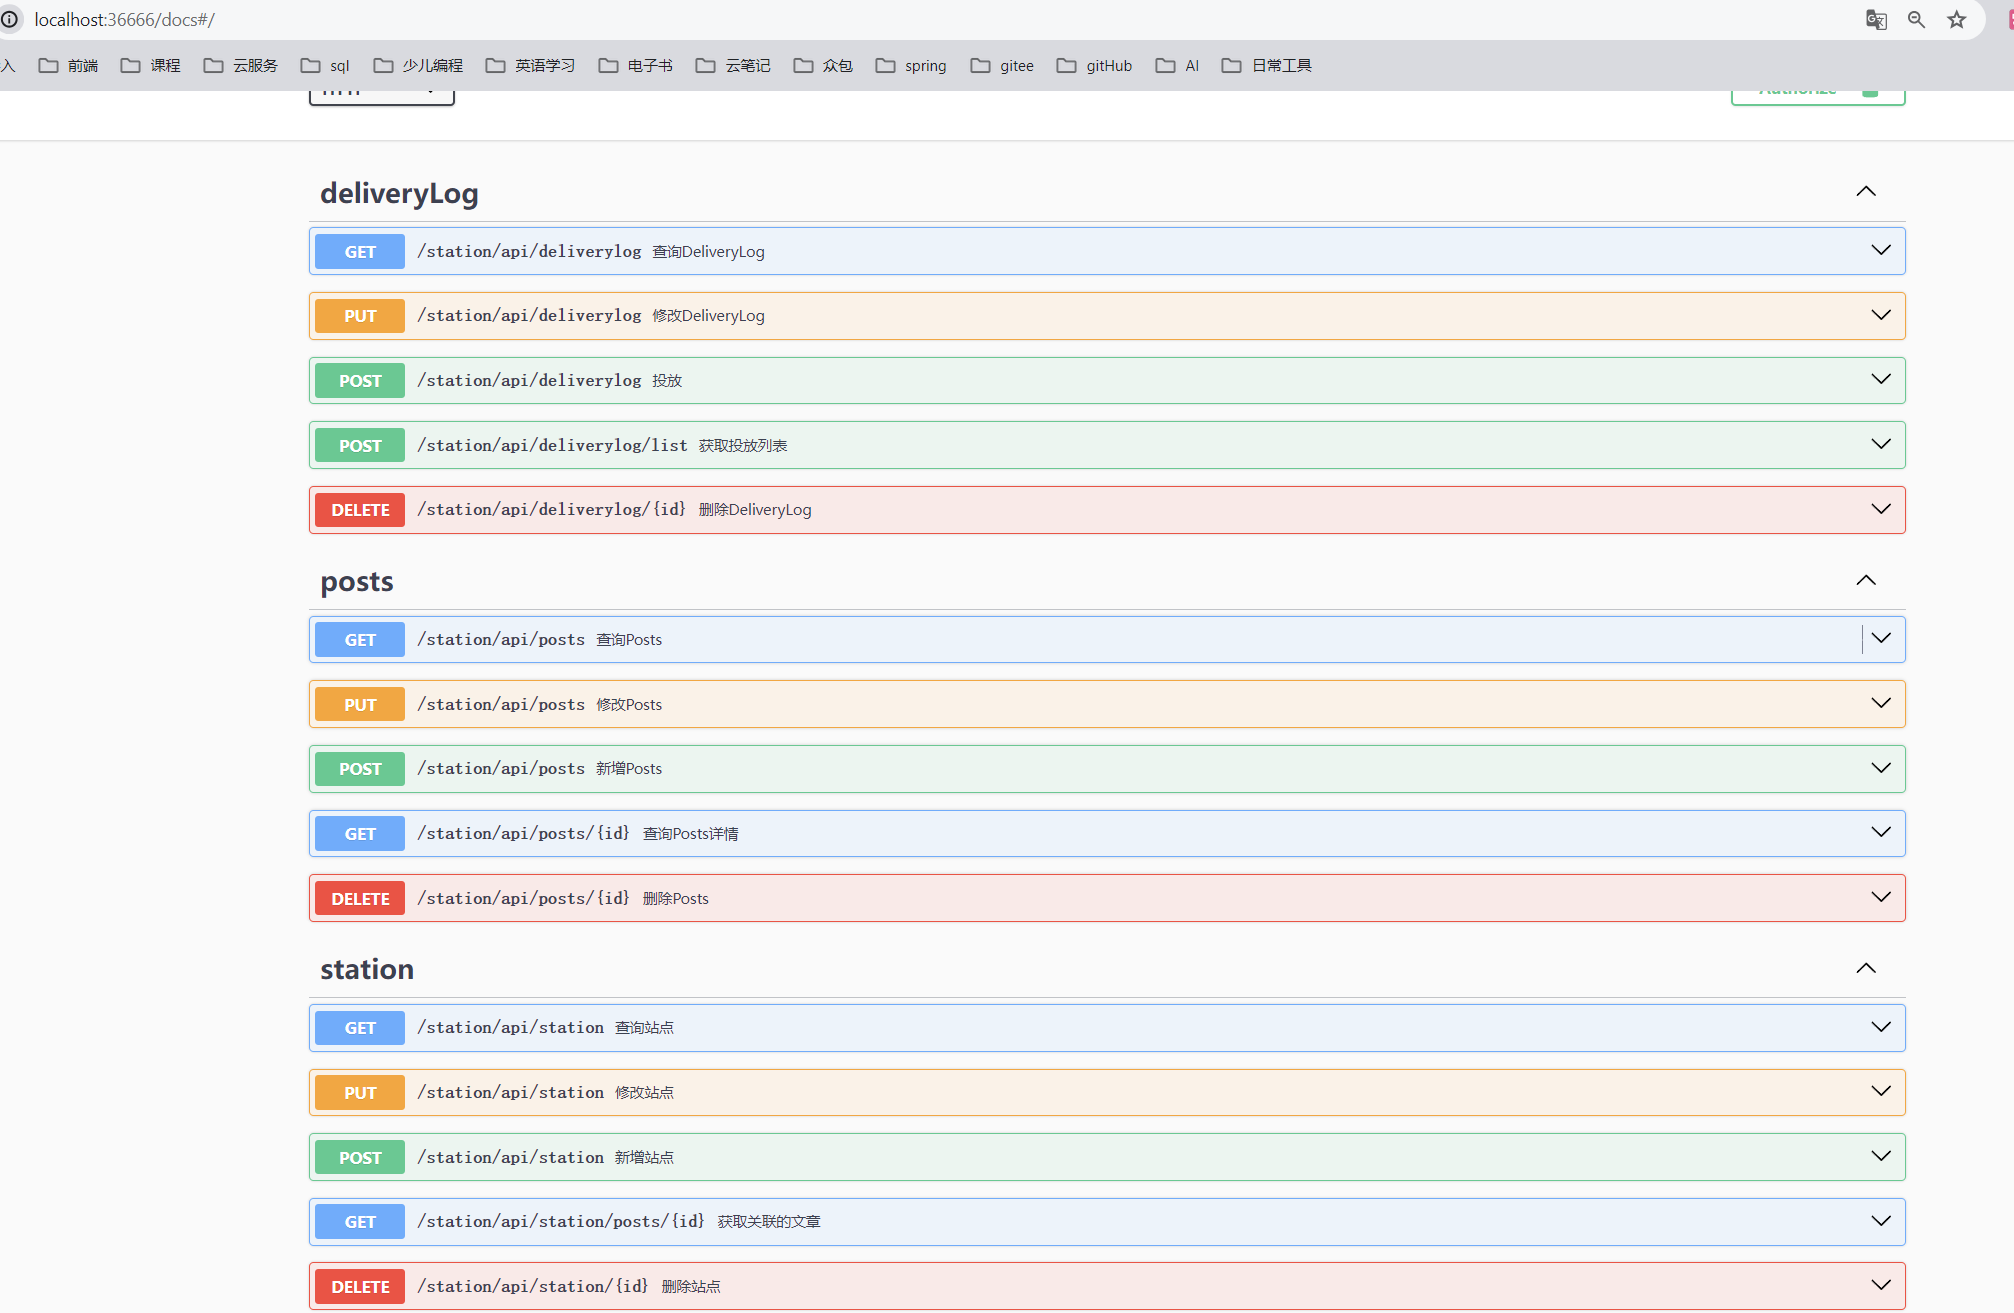 localhost:36666/docs#/
入 前端 课程 云服务 sql 少儿编程 英语学习 电子书 云笔记 众包 spring gitee gitHub AI 日常工具
Authorize
deliveryLog
GET /station/api/deliverylog 查询DeliveryLog
PUT /station/api/deliverylog 修改DeliveryLog
POST /station/api/deliverylog 投放
POST /station/api/deliverylog/list 获取投放列表
DELETE /station/api/deliverylog/{id} 删除DeliveryLog
posts
GET /station/api/posts 查询Posts
PUT /station/api/posts 修改Posts
POST /station/api/posts 新增Posts
GET /station/api/posts/{id} 查询Posts详情
DELETE /station/api/posts/{id} 删除Posts
station
GET /station/api/station 查询站点
PUT /station/api/station 修改站点
POST /station/api/station 新增站点
GET /station/api/station/posts/{id} 获取关联的文章
DELETE /station/api/station/{id} 删除站点